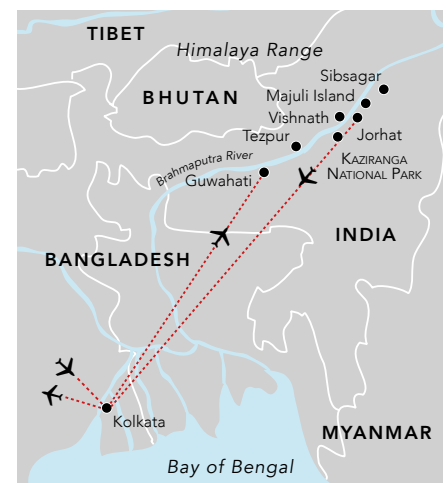 TIBET
Himalaya Range
Sibsagar
BHUTAN
Majuli Island
Vishnath
Tezpur
Jorhat
Brahmaputra River
KAZIRANGA
NATIONAL PARK
Guwahati
INDIA
BANGLADESH
Kolkata
MYANMAR
Bay of Bengal